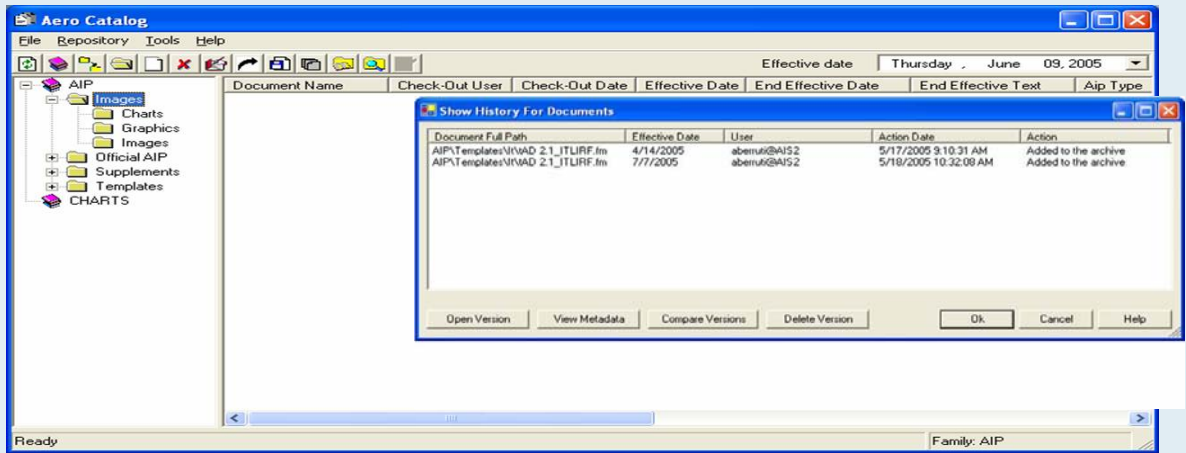 Aero Catalog
File Repository Tools Help
Effective date Thursday , June 09, 2005
AIP
Images
Charts
Graphics
Images
Official AIP
Supplements
Templates
CHARTS
Document Name Check-Out User Check-Out Date Effective Date End Effective Date End Effective Text Aip Type
Show History For Documents
Document Full Path Effective Date User Action Date Action
AIP\Templates\It\AD 2.1_ITLIRF.fm 4/14/2005 aberruti@AIS2 5/17/2005 9:10:31 AM Added to the archive
AIP\Templates\It\AD 2.1_ITLIRF.fm 7/7/2005 aberruti@AIS2 5/18/2005 10:32:08 AM Added to the archive
Open Version View Metadata Compare Versions Delete Version Ok Cancel Help
Ready Family: AIP